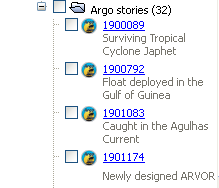 Argo stories (32)
1900089
Surviving Tropical
Cyclone Japhet
1900792
Float deployed in the
Gulf of Guinea
1901083
Caught in the Agulhas
Current
1901174
Newly designed ARVOR